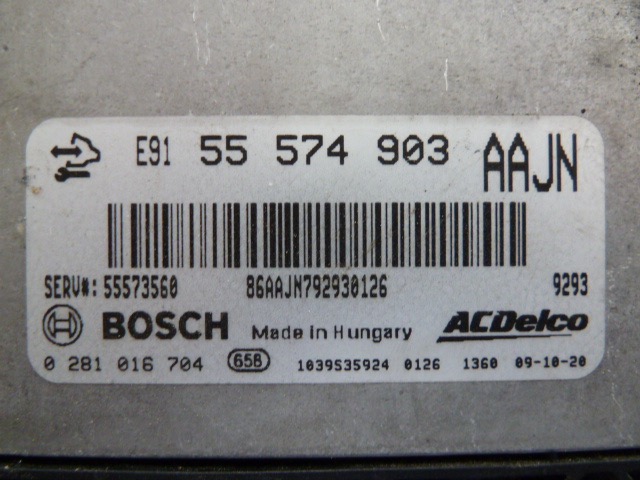 E91 55 574 903 AAJN
SERV#: 55573560 86AAJN792930126 9293
BOSCH Made in Hungary ACDelco
0 281 016 704 65B 1039S35924 0126 1360 09-10-20